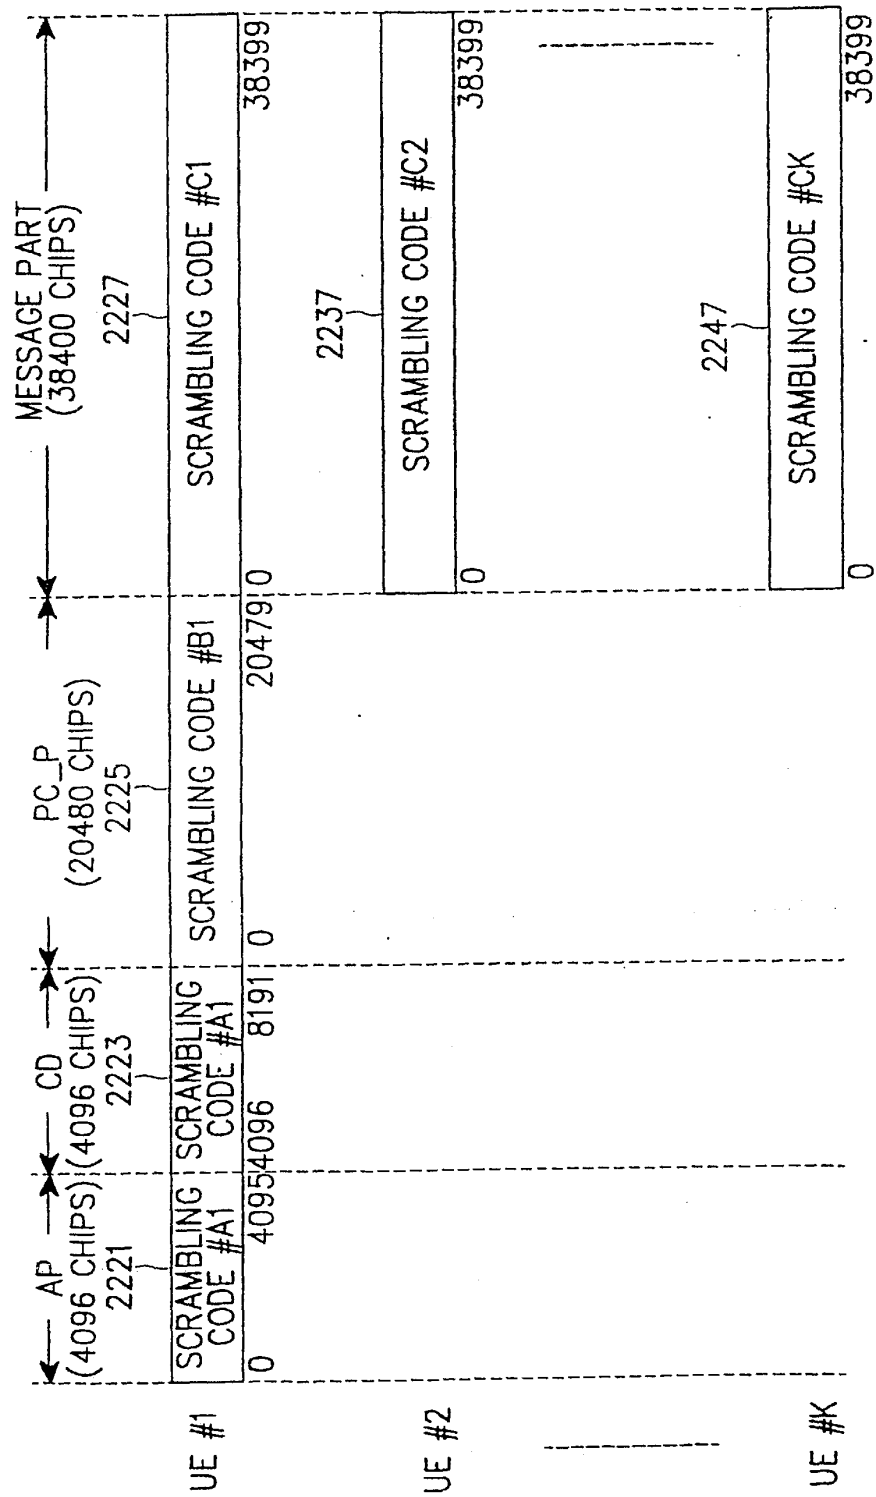 AP
CD
PC_P
MESSAGE PART
(4096 CHIPS)
(4096 CHIPS)
(20480 CHIPS)
(38400 CHIPS)
2221
2223
2225
2227
UE #1
SCRAMBLING
CODE #A1
SCRAMBLING
CODE #A1
SCRAMBLING CODE #B1
SCRAMBLING CODE #C1
0
4095
4096
8191
0
20479
0
38399
2237
UE #2
SCRAMBLING CODE #C2
0
38399
2247
UE #K
SCRAMBLING CODE #CK
0
38399